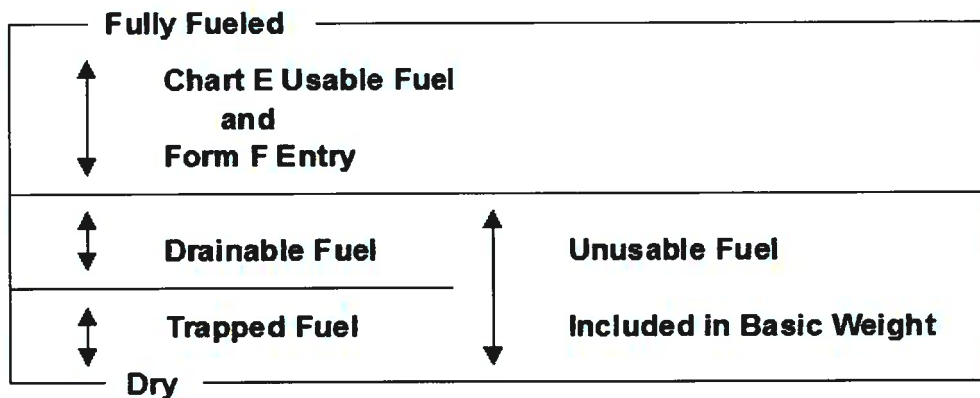 Fully Fueled
Chart E Usable Fuel
and
Form F Entry
Drainable Fuel
Unusable Fuel
Trapped Fuel
Included in Basic Weight
Dry